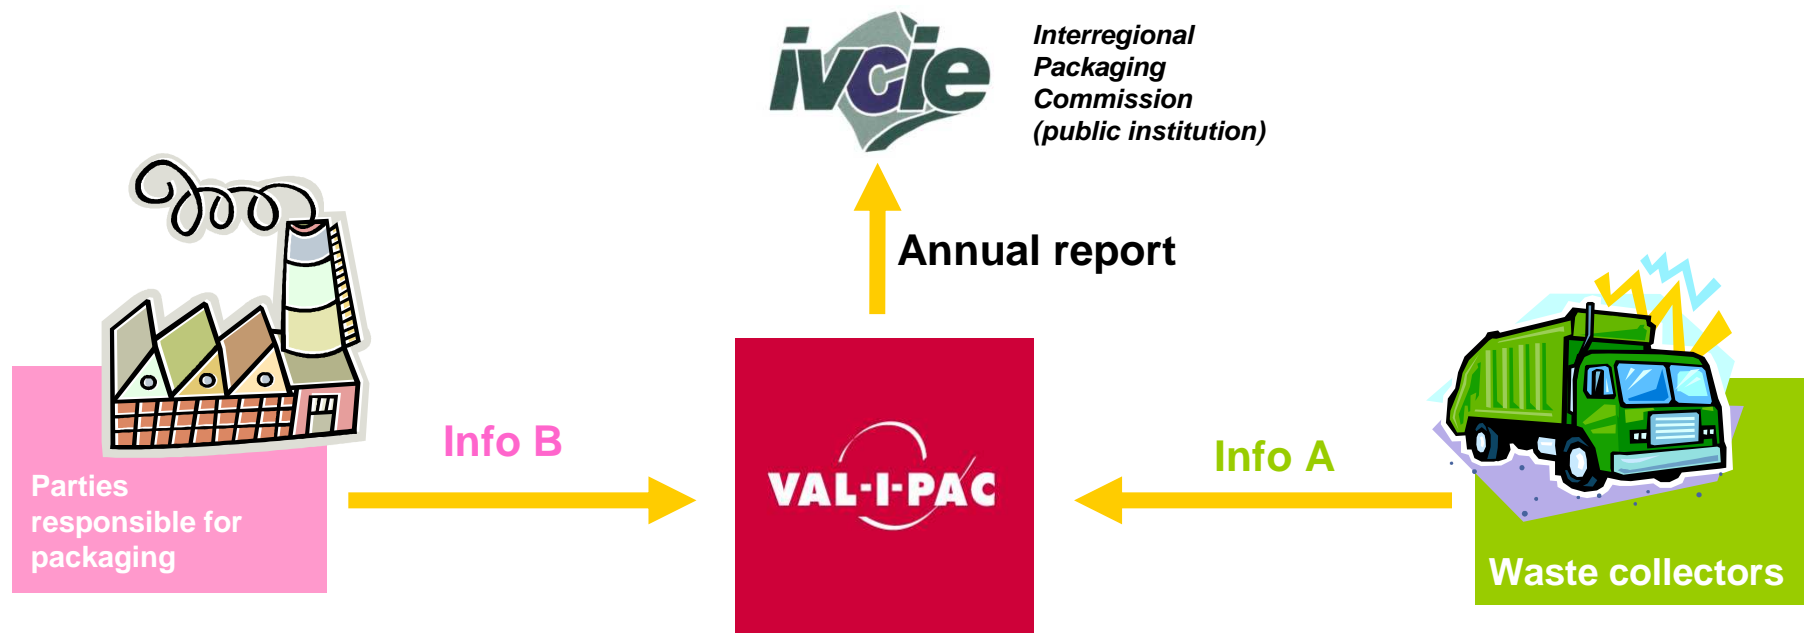 ivcie
Interregional
Packaging
Commission
(public institution)
Annual report
Info B
Info A
VAL-I-PAC
Parties
responsible for
packaging
Waste collectors